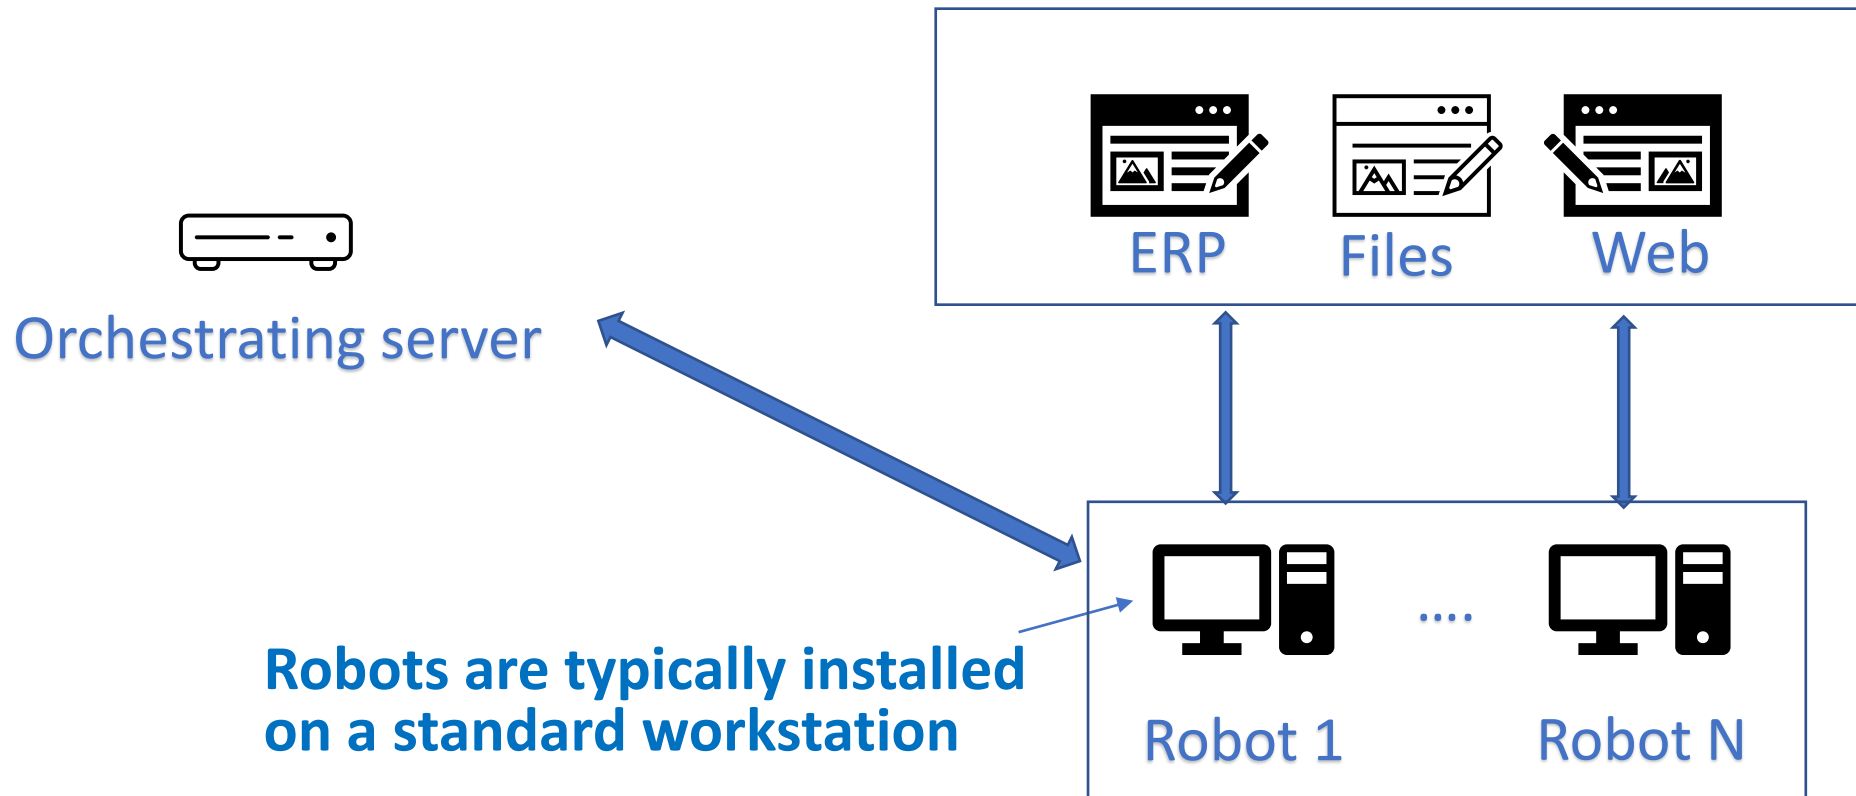 ERP
Files
Web
Orchestrating server
Robots are typically installed
on a standard workstation
....
Robot 1
Robot N